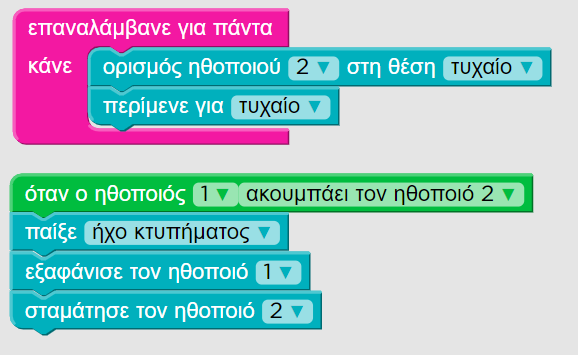 επαναλάμβανε για πάντα
κάνε ορισμός ηθοποιού 2 στη θέση τυχαίο
περίμενε για τυχαίο
όταν ο ηθοποιός 1 ακουμπάει τον ηθοποιό 2
παίξε ήχο κτυπήματος
εξαφάνισε τον ηθοποιό 1
σταμάτησε τον ηθοποιό 2